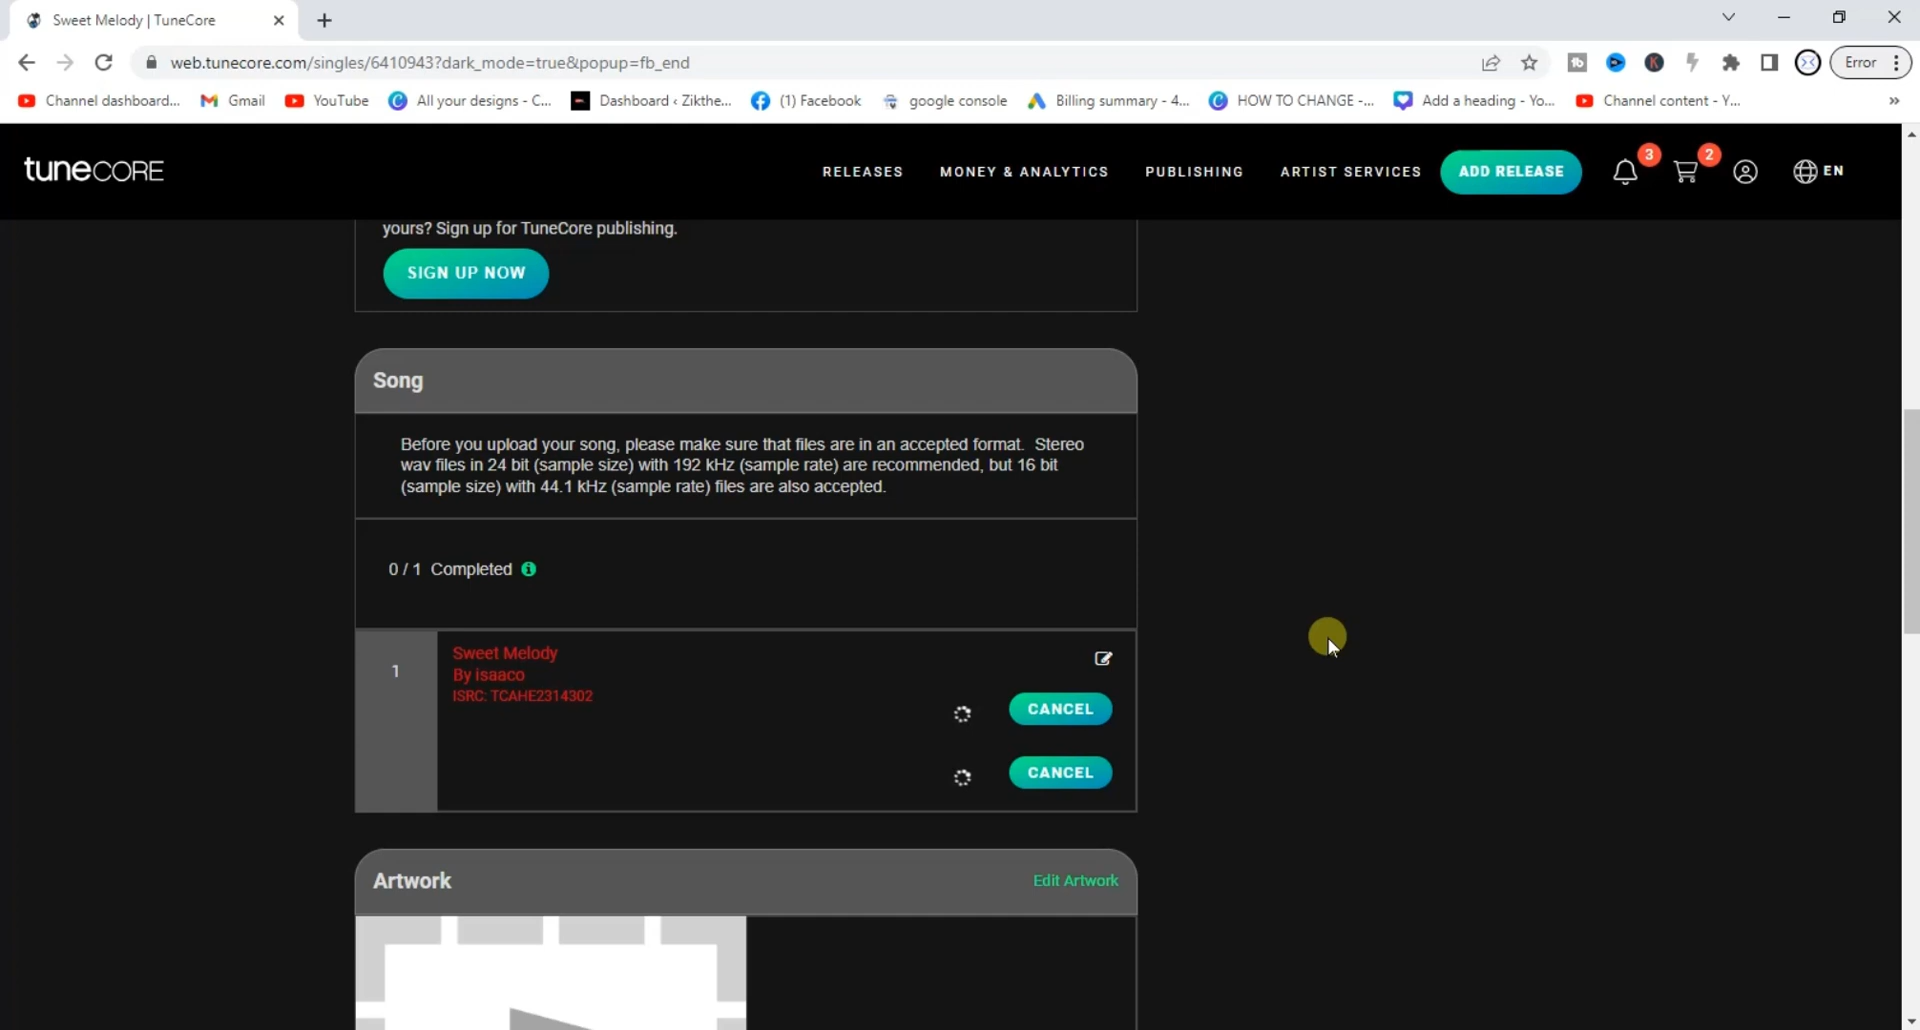 Sweet Melody | TuneCore
web.tunecore.com/singles/6410943?dark_mode=true&popup=fb_end
Error
Channel dashboard... Gmail YouTube All your designs - C... Dashboard ‹ Zikthe... (1) Facebook google console Billing summary - 4... HOW TO CHANGE -... Add a heading - Yo... Channel content - Y... »
tunecore RELEASES MONEY & ANALYTICS PUBLISHING ARTIST SERVICES ADD RELEASE 3 2 EN
yours? Sign up for TuneCore publishing.
SIGN UP NOW
Song
Before you upload your song, please make sure that files are in an accepted format. Stereo
wav files in 24 bit (sample size) with 192 kHz (sample rate) are recommended, but 16 bit
(sample size) with 44.1 kHz (sample rate) files are also accepted.
0 / 1 Completed
1
Sweet Melody
By isaaco
ISRC: TCAHE2314302
CANCEL
CANCEL
Artwork Edit Artwork